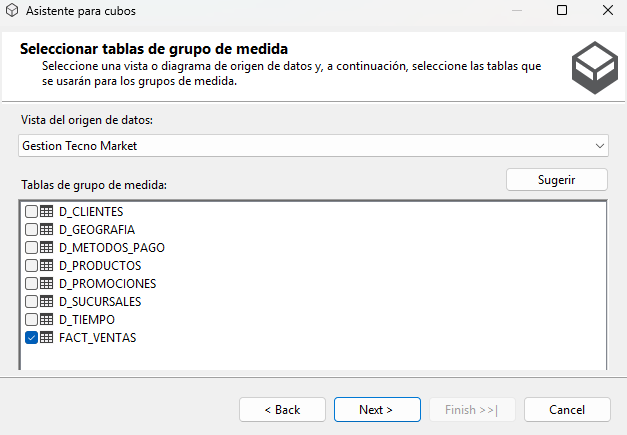 Asistente para cubos
Seleccionar tablas de grupo de medida
Seleccione una vista o diagrama de origen de datos y, a continuación, seleccione las tablas que
se usarán para los grupos de medida.
Vista del origen de datos:
Gestion Tecno Market
Tablas de grupo de medida:
Sugerir
D_CLIENTES
D_GEOGRAFIA
D_METODOS_PAGO
D_PRODUCTOS
D_PROMOCIONES
D_SUCURSALES
D_TIEMPO
FACT_VENTAS
< Back
Next >
Finish >>|
Cancel